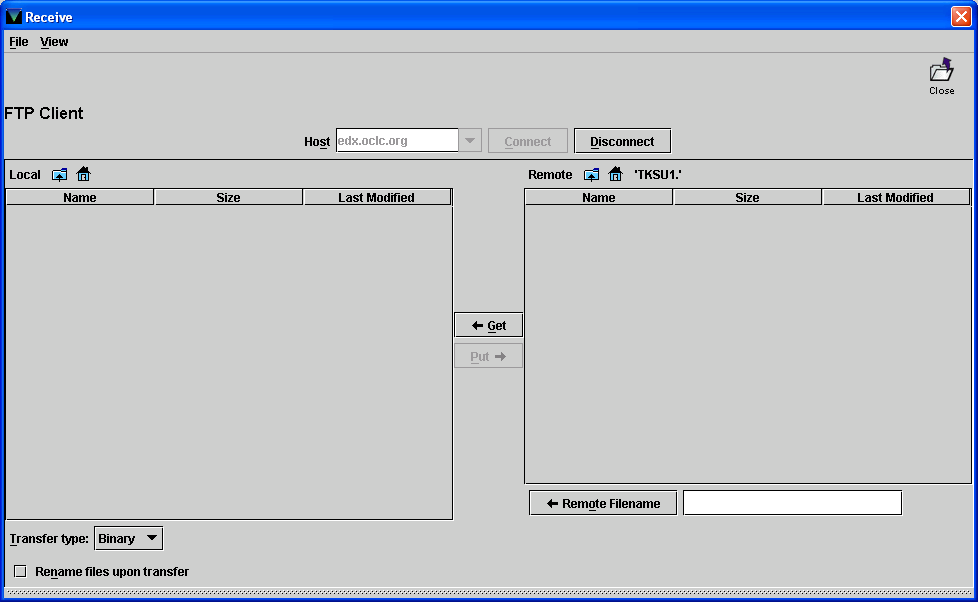 Receive
File View
Close
FTP Client
Host edx.oclc.org Connect Disconnect
Local Remote 'TKSU1.'
Name Size Last Modified Name Size Last Modified
Get
Put
Remote Filename
Transfer type: Binary
Rename files upon transfer